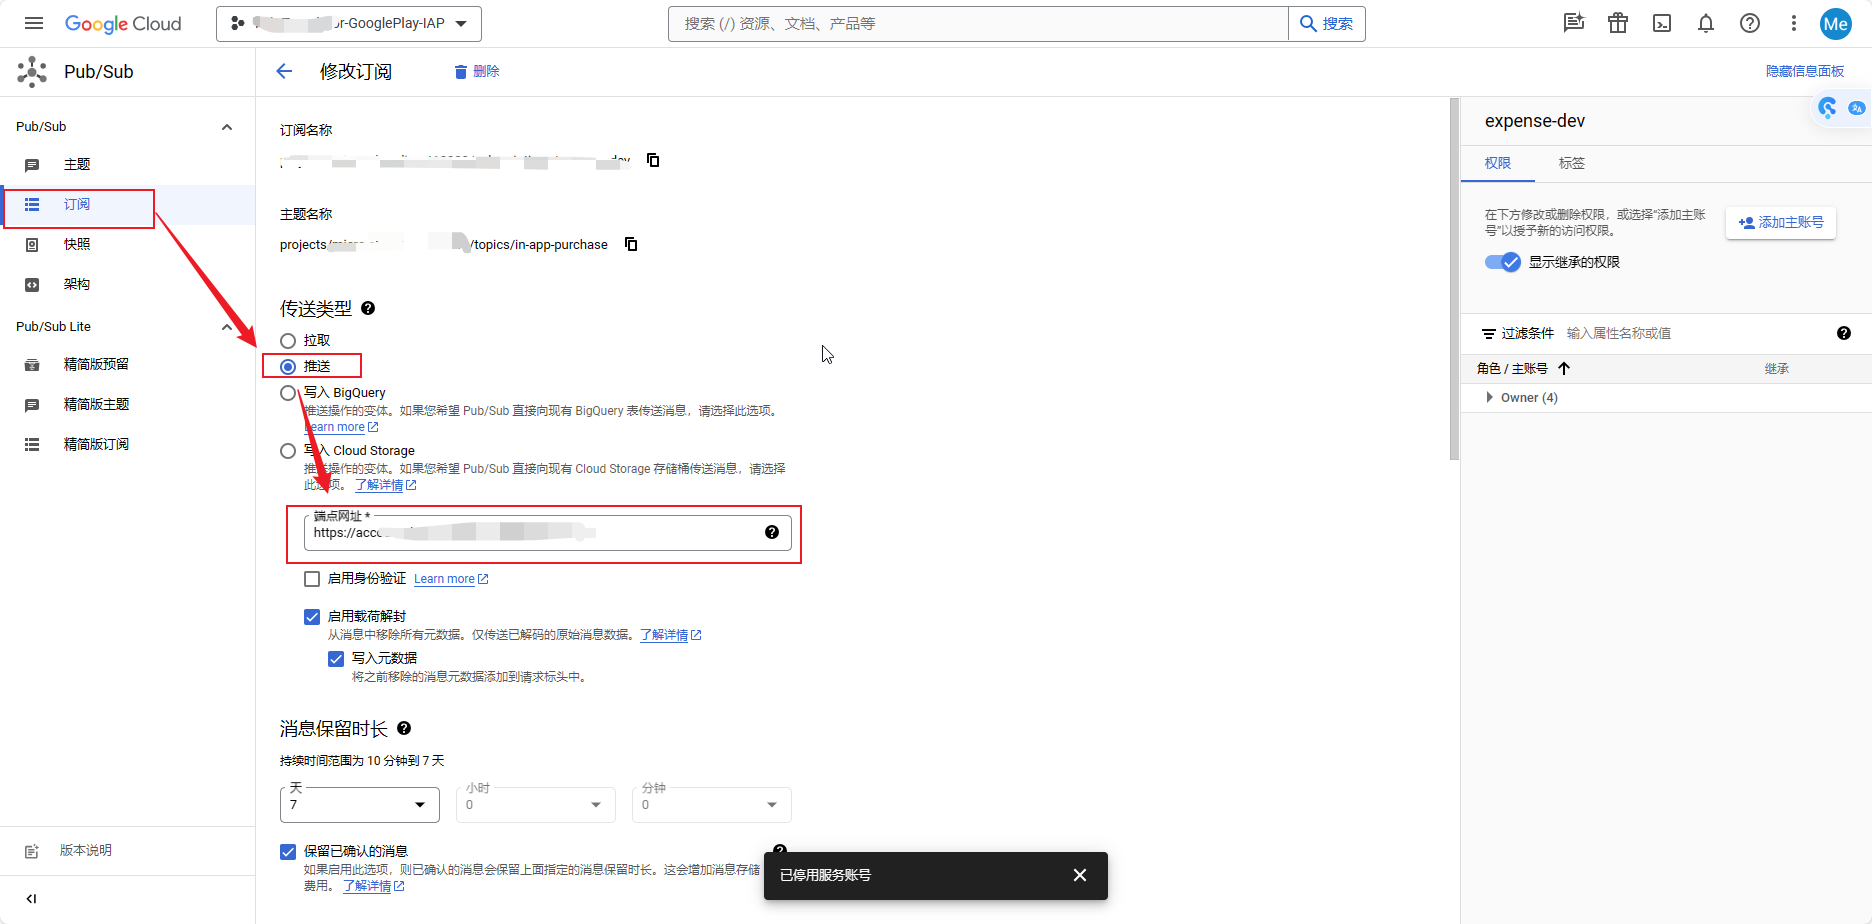 Google Cloud
or-GooglePlay-IAP
搜索 (/) 资源、文档、产品等
搜索
Me
Pub/Sub
修改订阅
删除
隐藏信息面板
Pub/Sub
主题
订阅
快照
架构
Pub/Sub Lite
精简版预留
精简版主题
精简版订阅
版本说明
订阅名称
主题名称
projects/
/topics/in-app-purchase
传送类型
拉取
推送
写入 BigQuery
推送操作的变体。如果您希望 Pub/Sub 直接向现有 BigQuery 表传送消息，请选择此选项。
Learn more
写入 Cloud Storage
推送操作的变体。如果您希望 Pub/Sub 直接向现有 Cloud Storage 存储桶传送消息，请选择
此选项。 了解详情
端点网址 *
https://acco
启用身份验证 Learn more
启用载荷解封
从消息中移除所有元数据。仅传送已解码的原始消息数据。 了解详情
写入元数据
将之前移除的消息元数据添加到请求标头中。
消息保留时长
持续时间范围为 10 分钟到 7 天
天
7
小时
0
分钟
0
保留已确认的消息
如果启用此选项，则已确认的消息会保留上面指定的消息保留时长。这会增加消息存储
费用。 了解详情
已停用服务账号
expense-dev
权限
标签
在下方修改或删除权限，或选择“添加主账
号”以授予新的访问权限。
添加主账号
显示继承的权限
过滤条件 输入属性名称或值
角色 / 主账号
继承
Owner (4)